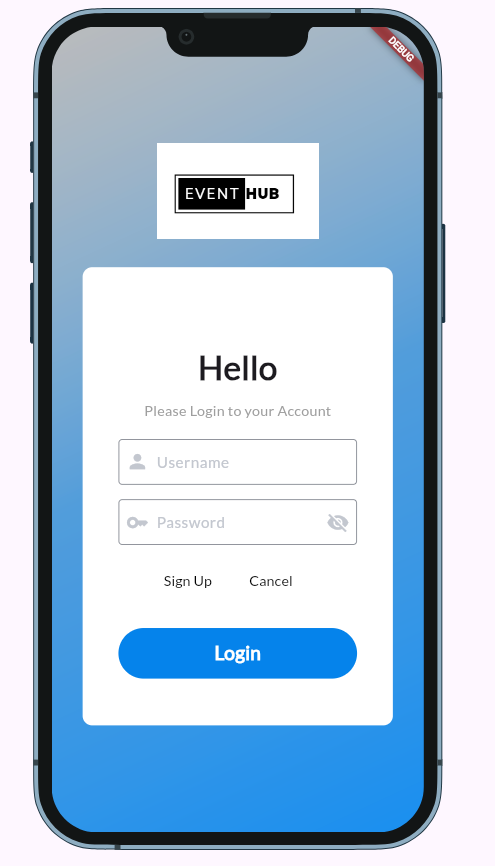 DEBUG
EVENT HUB
Hello
Please Login to your Account
Username
Password
Sign Up Cancel
Login